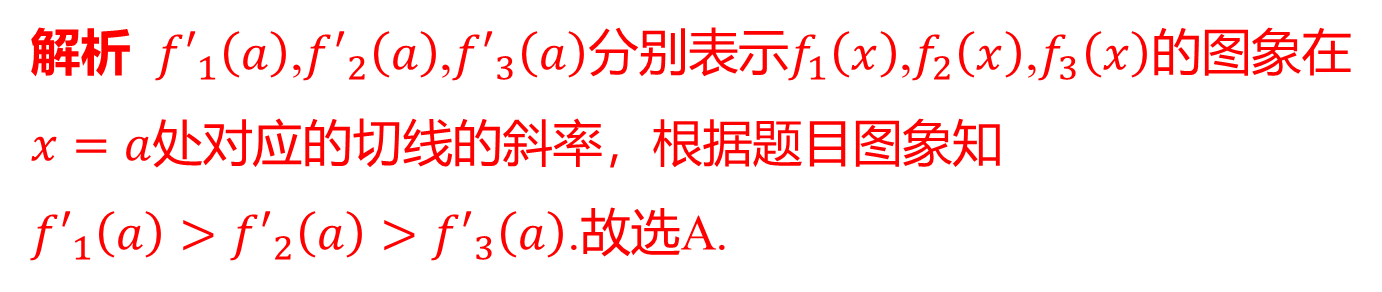 解析 f′₁(a),f′₂(a),f′₃(a)分别表示f₁(x),f₂(x),f₃(x)的图象在
x = a处对应的切线的斜率，根据题目图象知
f′₁(a) > f′₂(a) > f′₃(a).故选A.